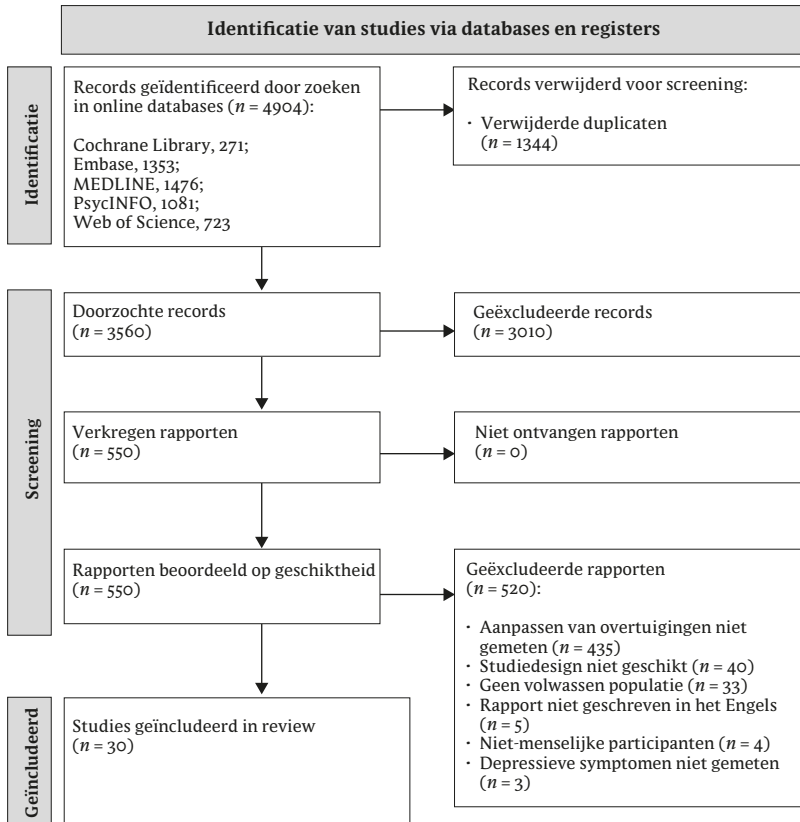 Identificatie van studies via databases en registers
Identificatie
Records geïdentificeerd door zoeken
in online databases (n = 4904):
Cochrane Library, 271;
Embase, 1353;
MEDLINE, 1476;
PsycINFO, 1081;
Web of Science, 723
Records verwijderd voor screening:
· Verwijderde duplicaten
(n = 1344)
Screening
Doorzochte records
(n = 3560)
Geëxcludeerde records
(n = 3010)
Verkregen rapporten
(n = 550)
Niet ontvangen rapporten
(n = 0)
Rapporten beoordeeld op geschiktheid
(n = 550)
Geëxcludeerde rapporten
(n = 520):
· Aanpassen van overtuigingen niet
gemeten (n = 435)
· Studiedesign niet geschikt (n = 40)
· Geen volwassen populatie (n = 33)
· Rapport niet geschreven in het Engels
(n = 5)
· Niet-menselijke participanten (n = 4)
· Depressieve symptomen niet gemeten
(n = 3)
Geïncludeerd
Studies geïncludeerd in review
(n = 30)